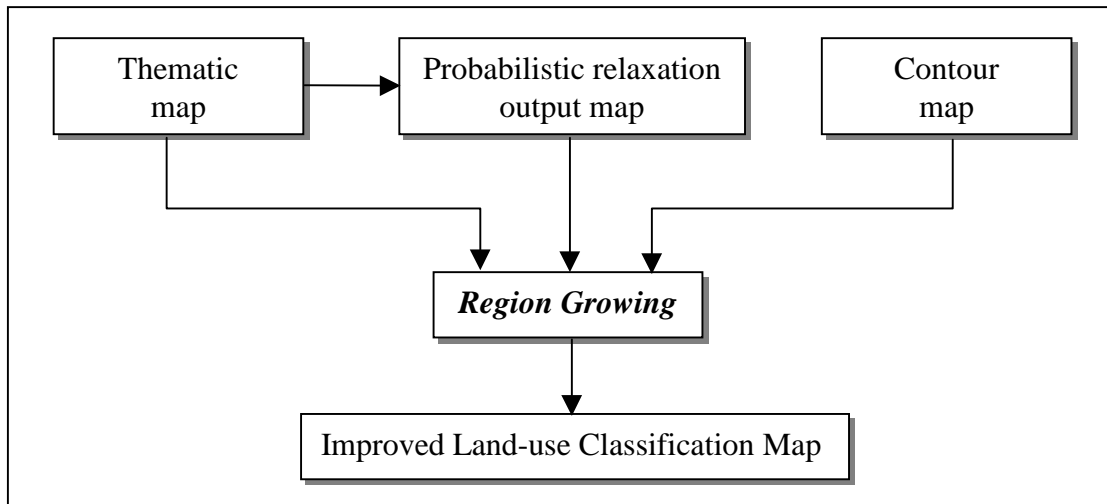 Thematic
map
Probabilistic relaxation
output map
Contour
map
Region Growing
Improved Land-use Classification Map